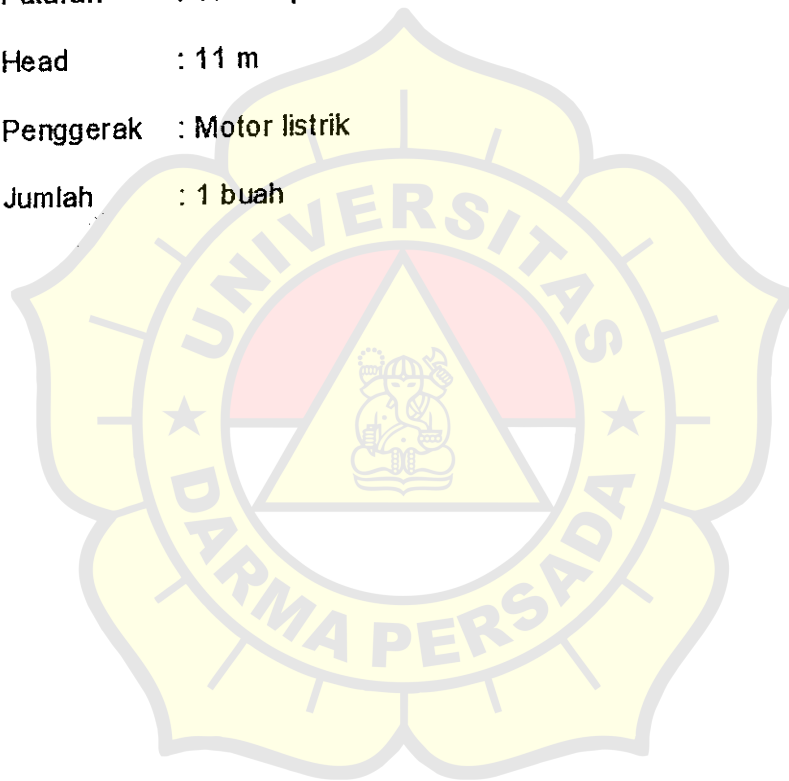 Head : 11 m
Penggerak : Motor listrik
Jumlah : 1 buah
UNIVERSITAS
DARMA PERSADA